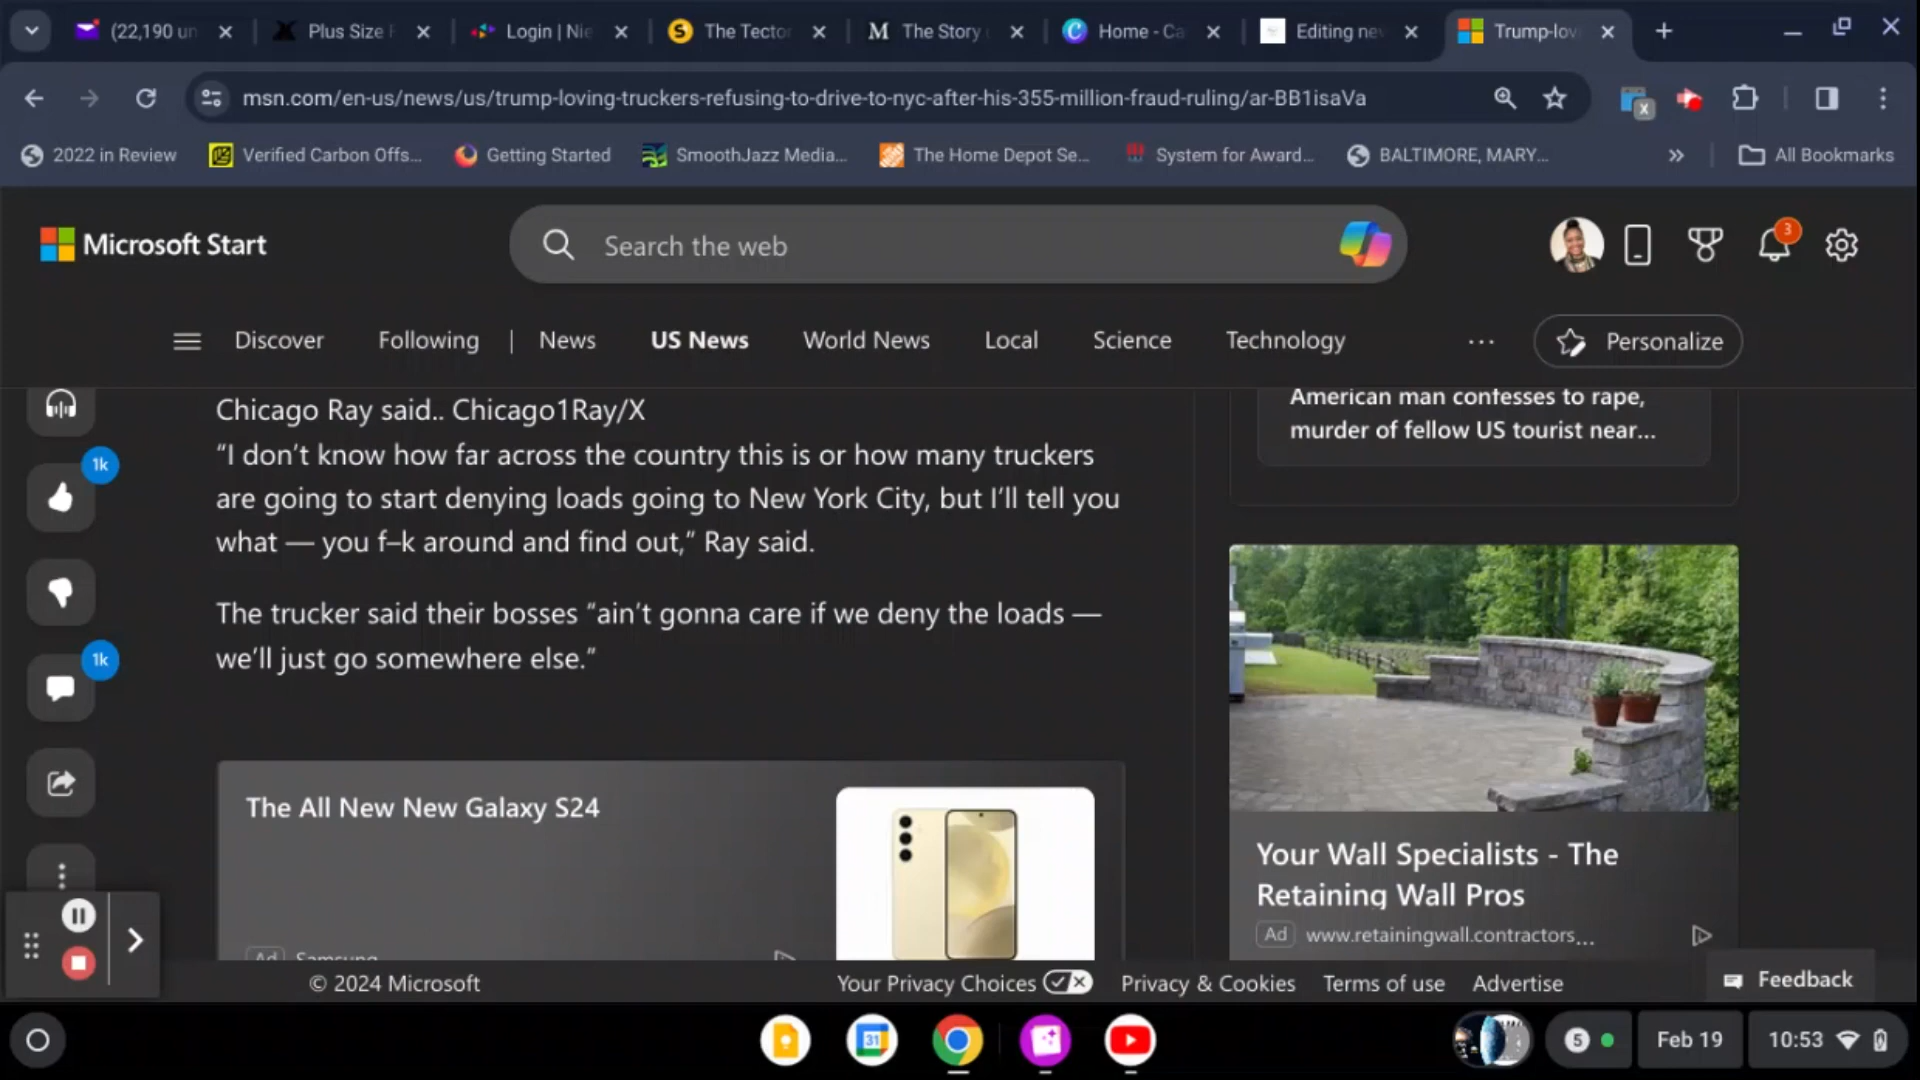 (22,190 un
Plus Size
Login | Nie
The Tecto
The Story
Home - Ca
Editing ne
Trump-lov
msn.com/en-us/news/us/trump-loving-truckers-refusing-to-drive-to-nyc-after-his-355-million-fraud-ruling/ar-BB1isaVa
X
2022 in Review
Verified Carbon Offs...
Getting Started
SmoothJazz Media...
The Home Depot Se...
System for Award...
BALTIMORE, MARY...
All Bookmarks
Microsoft Start
Search the web
3
Discover
Following
News
US News
World News
Local
Science
Technology
Personalize
Chicago Ray said.. Chicago1Ray/X
“I don’t know how far across the country this is or how many truckers
are going to start denying loads going to New York City, but I’ll tell you
what — you f–k around and find out,” Ray said.
The trucker said their bosses “ain’t gonna care if we deny the loads —
we’ll just go somewhere else.”
1k
1k
American man confesses to rape,
murder of fellow US tourist near...
The All New New Galaxy S24
Ad Samsung
Your Wall Specialists - The
Retaining Wall Pros
Ad www.retainingwall.contractors...
© 2024 Microsoft
Your Privacy Choices
Privacy & Cookies
Terms of use
Advertise
Feedback
31
5
Feb 19
10:53